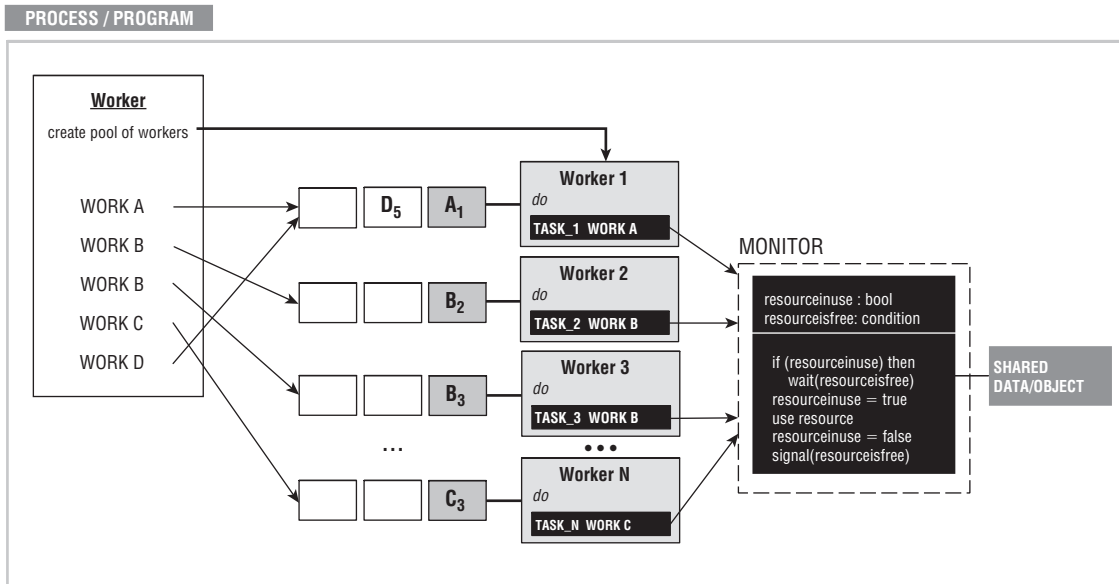 PROCESS / PROGRAM
Worker
create pool of workers
WORK A
WORK B
WORK B
WORK C
WORK D
D5
A1
B2
B3
...
C3
Worker 1
do
TASK_1 WORK A
Worker 2
do
TASK_2 WORK B
Worker 3
do
TASK_3 WORK B
•••
Worker N
do
TASK_N WORK C
MONITOR
resourceinuse : bool
resourceisfree: condition
if (resourceinuse) then
wait(resourceisfree)
resourceinuse = true
use resource
resourceinuse = false
signal(resourceisfree)
SHARED
DATA/OBJECT